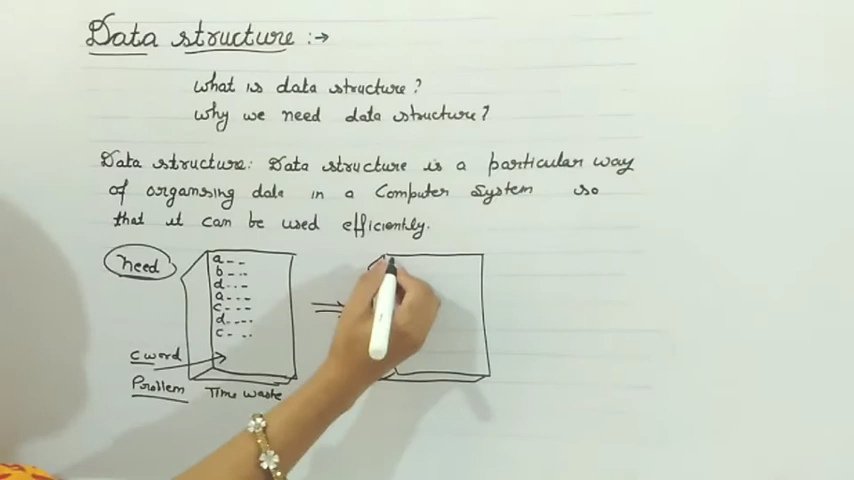 Data structure :→
what is data structure?
why we need data structure?
Data structure: Data structure is a particular way
of organising data in a Computer System so
that it can be used efficiently.
Need
a---
b---
d---
a---
c---
d---
c---
c word
Problem
Time waste